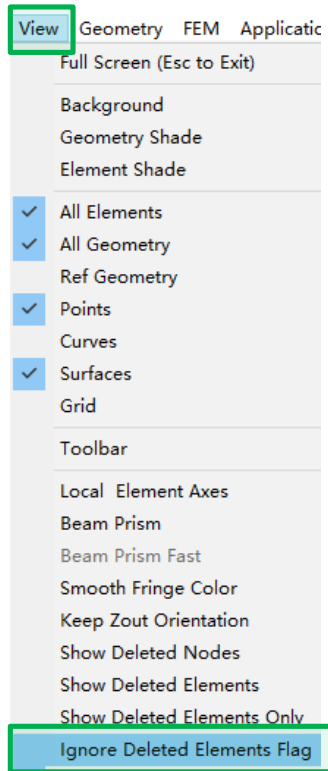 View Geometry FEM Applicatio
Full Screen (Esc to Exit)
Background
Geometry Shade
Element Shade
All Elements
All Geometry
Ref Geometry
Points
Curves
Surfaces
Grid
Toolbar
Local Element Axes
Beam Prism
Beam Prism Fast
Smooth Fringe Color
Keep Zout Orientation
Show Deleted Nodes
Show Deleted Elements
Show Deleted Elements Only
Ignore Deleted Elements Flag